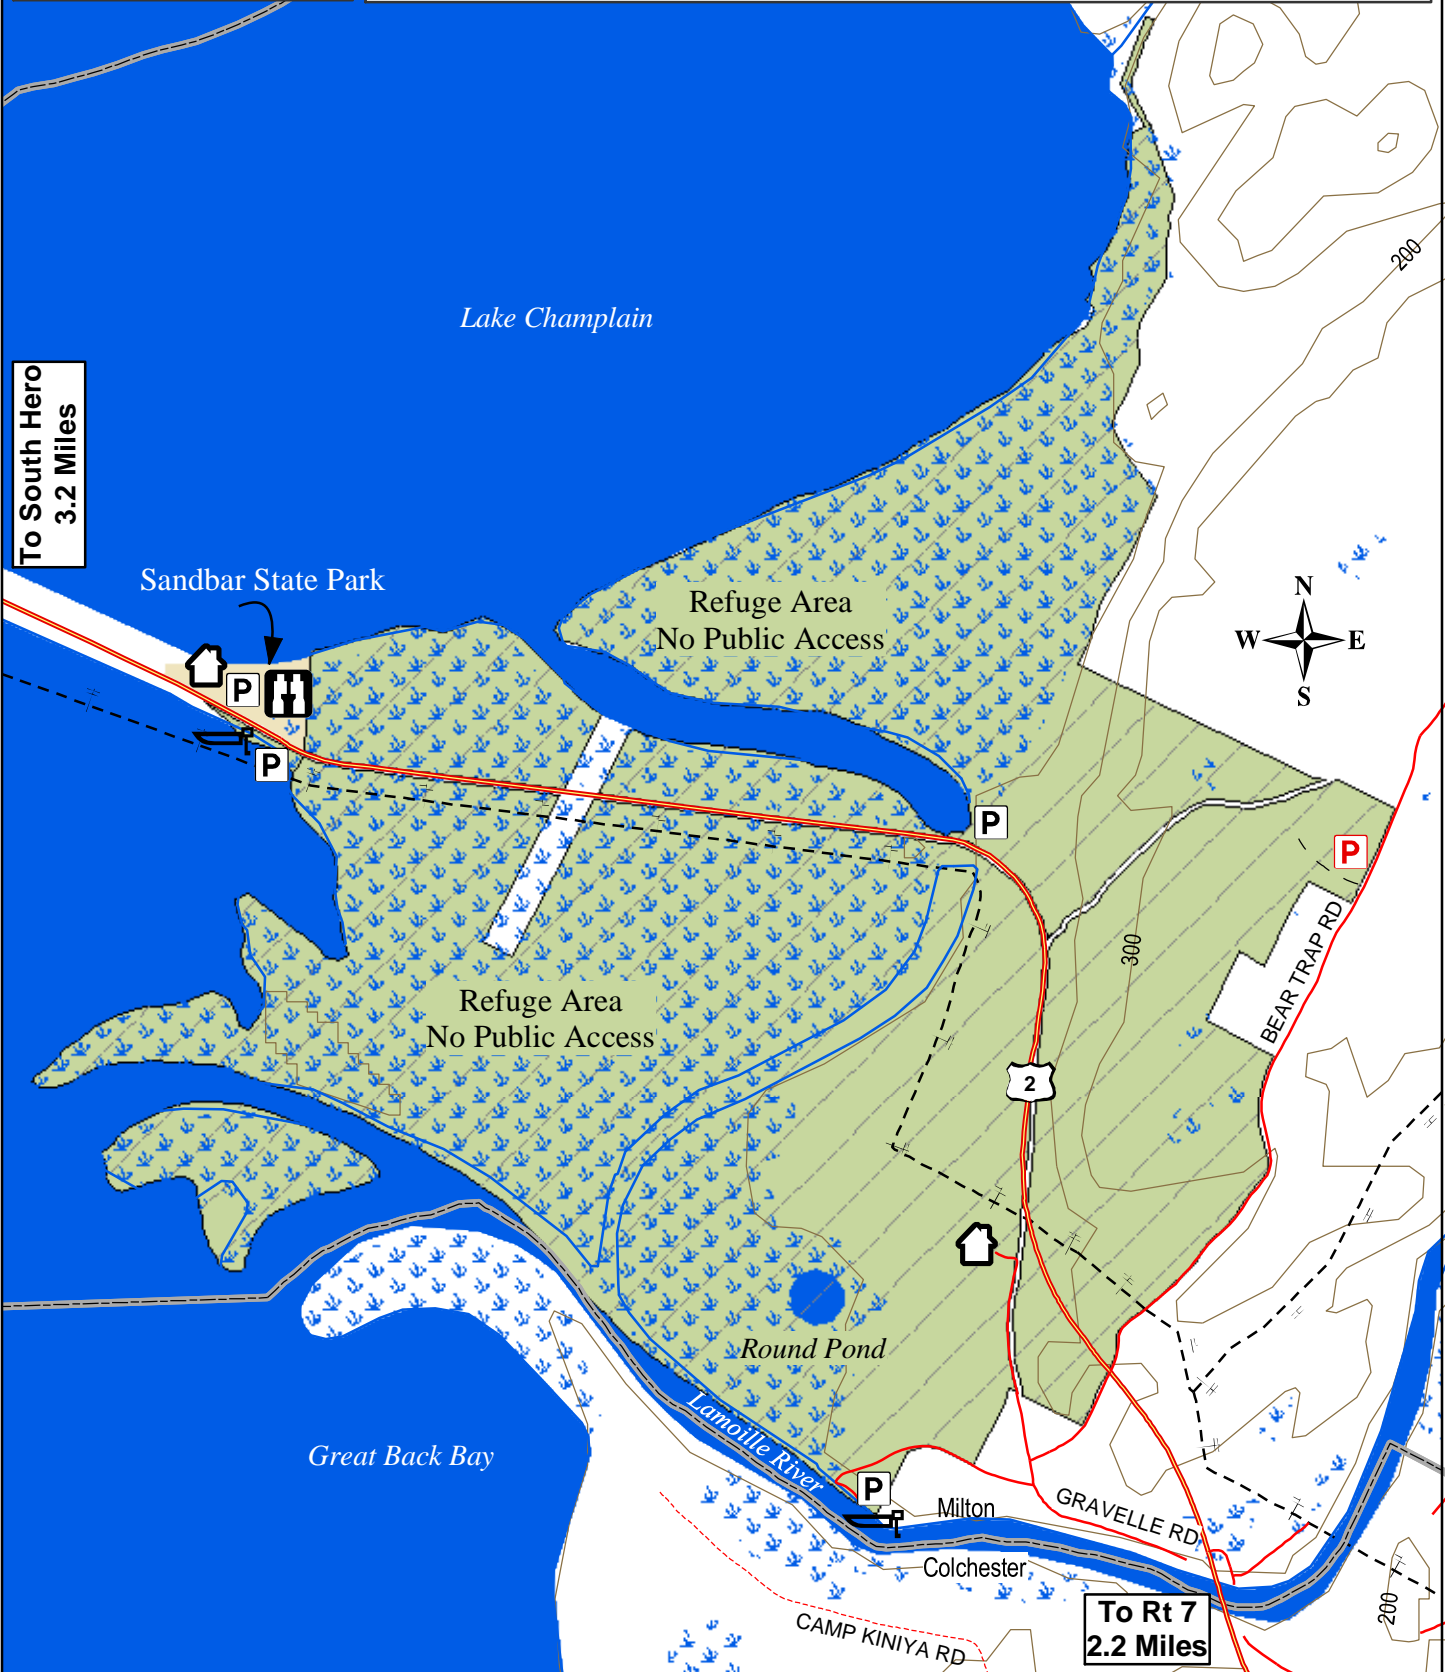 200
Lake Champlain
To South Hero
3.2 Miles
Sandbar State Park
Refuge Area
No Public Access
N
W
E
S
P
P
P
P
300
BEAR TRAP RD
Refuge Area
No Public Access
2
Round Pond
Lamoille River
Great Back Bay
P
Milton
GRAVELLE RD
Colchester
CAMP KINIYA RD
To Rt 7
2.2 Miles
200